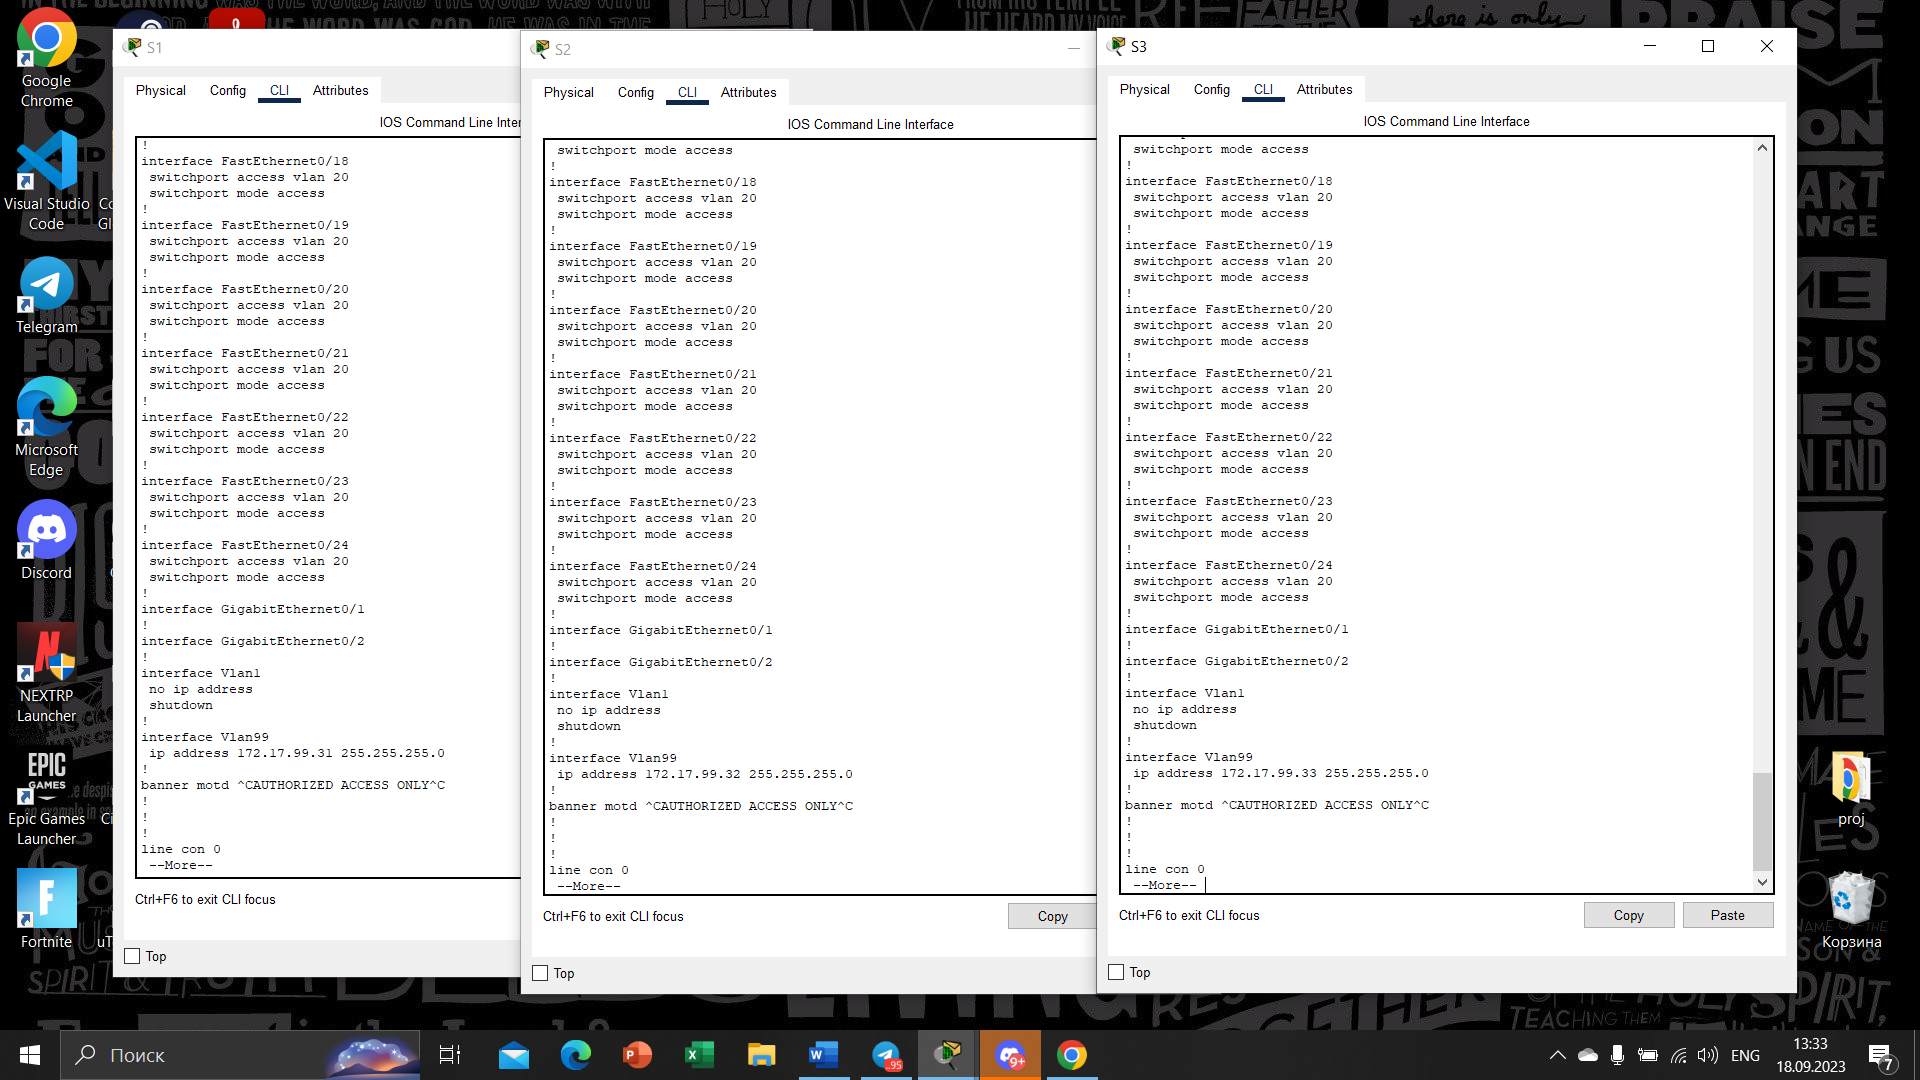 Google
Chrome
Visual Studio
Code
Telegram
Microsoft
Edge
Discord
NEXTRP
Launcher
EPIC
GAMES
Epic Games
Launcher
Fortnite
S1
Physical
Config
CLI
Attributes
IOS Command Line Inter
!
interface FastEthernet0/18
switchport access vlan 20
switchport mode access
!
interface FastEthernet0/19
switchport access vlan 20
switchport mode access
!
interface FastEthernet0/20
switchport access vlan 20
switchport mode access
!
interface FastEthernet0/21
switchport access vlan 20
switchport mode access
!
interface FastEthernet0/22
switchport access vlan 20
switchport mode access
!
interface FastEthernet0/23
switchport access vlan 20
switchport mode access
!
interface FastEthernet0/24
switchport access vlan 20
switchport mode access
!
interface GigabitEthernet0/1
!
interface GigabitEthernet0/2
!
interface Vlan1
no ip address
shutdown
!
interface Vlan99
ip address 172.17.99.31 255.255.255.0
!
banner motd ^CAUTHORIZED ACCESS ONLY^C
!
!
!
line con 0
--More--
Ctrl+F6 to exit CLI focus
Top
S2
Physical
Config
CLI
Attributes
IOS Command Line Interface
switchport mode access
!
interface FastEthernet0/18
switchport access vlan 20
switchport mode access
!
interface FastEthernet0/19
switchport access vlan 20
switchport mode access
!
interface FastEthernet0/20
switchport access vlan 20
switchport mode access
!
interface FastEthernet0/21
switchport access vlan 20
switchport mode access
!
interface FastEthernet0/22
switchport access vlan 20
switchport mode access
!
interface FastEthernet0/23
switchport access vlan 20
switchport mode access
!
interface FastEthernet0/24
switchport access vlan 20
switchport mode access
!
interface GigabitEthernet0/1
!
interface GigabitEthernet0/2
!
interface Vlan1
no ip address
shutdown
!
interface Vlan99
ip address 172.17.99.32 255.255.255.0
!
banner motd ^CAUTHORIZED ACCESS ONLY^C
!
!
!
line con 0
--More--
Ctrl+F6 to exit CLI focus
Copy
Top
S3
Physical
Config
CLI
Attributes
IOS Command Line Interface
switchport mode access
!
interface FastEthernet0/18
switchport access vlan 20
switchport mode access
!
interface FastEthernet0/19
switchport access vlan 20
switchport mode access
!
interface FastEthernet0/20
switchport access vlan 20
switchport mode access
!
interface FastEthernet0/21
switchport access vlan 20
switchport mode access
!
interface FastEthernet0/22
switchport access vlan 20
switchport mode access
!
interface FastEthernet0/23
switchport access vlan 20
switchport mode access
!
interface FastEthernet0/24
switchport access vlan 20
switchport mode access
!
interface GigabitEthernet0/1
!
interface GigabitEthernet0/2
!
interface Vlan1
no ip address
shutdown
!
interface Vlan99
ip address 172.17.99.33 255.255.255.0
!
banner motd ^CAUTHORIZED ACCESS ONLY^C
!
!
!
line con 0
--More--
Ctrl+F6 to exit CLI focus
Copy
Paste
Top
proj
Корзина
Поиск
95
9+
ENG
13:33
18.09.2023
7